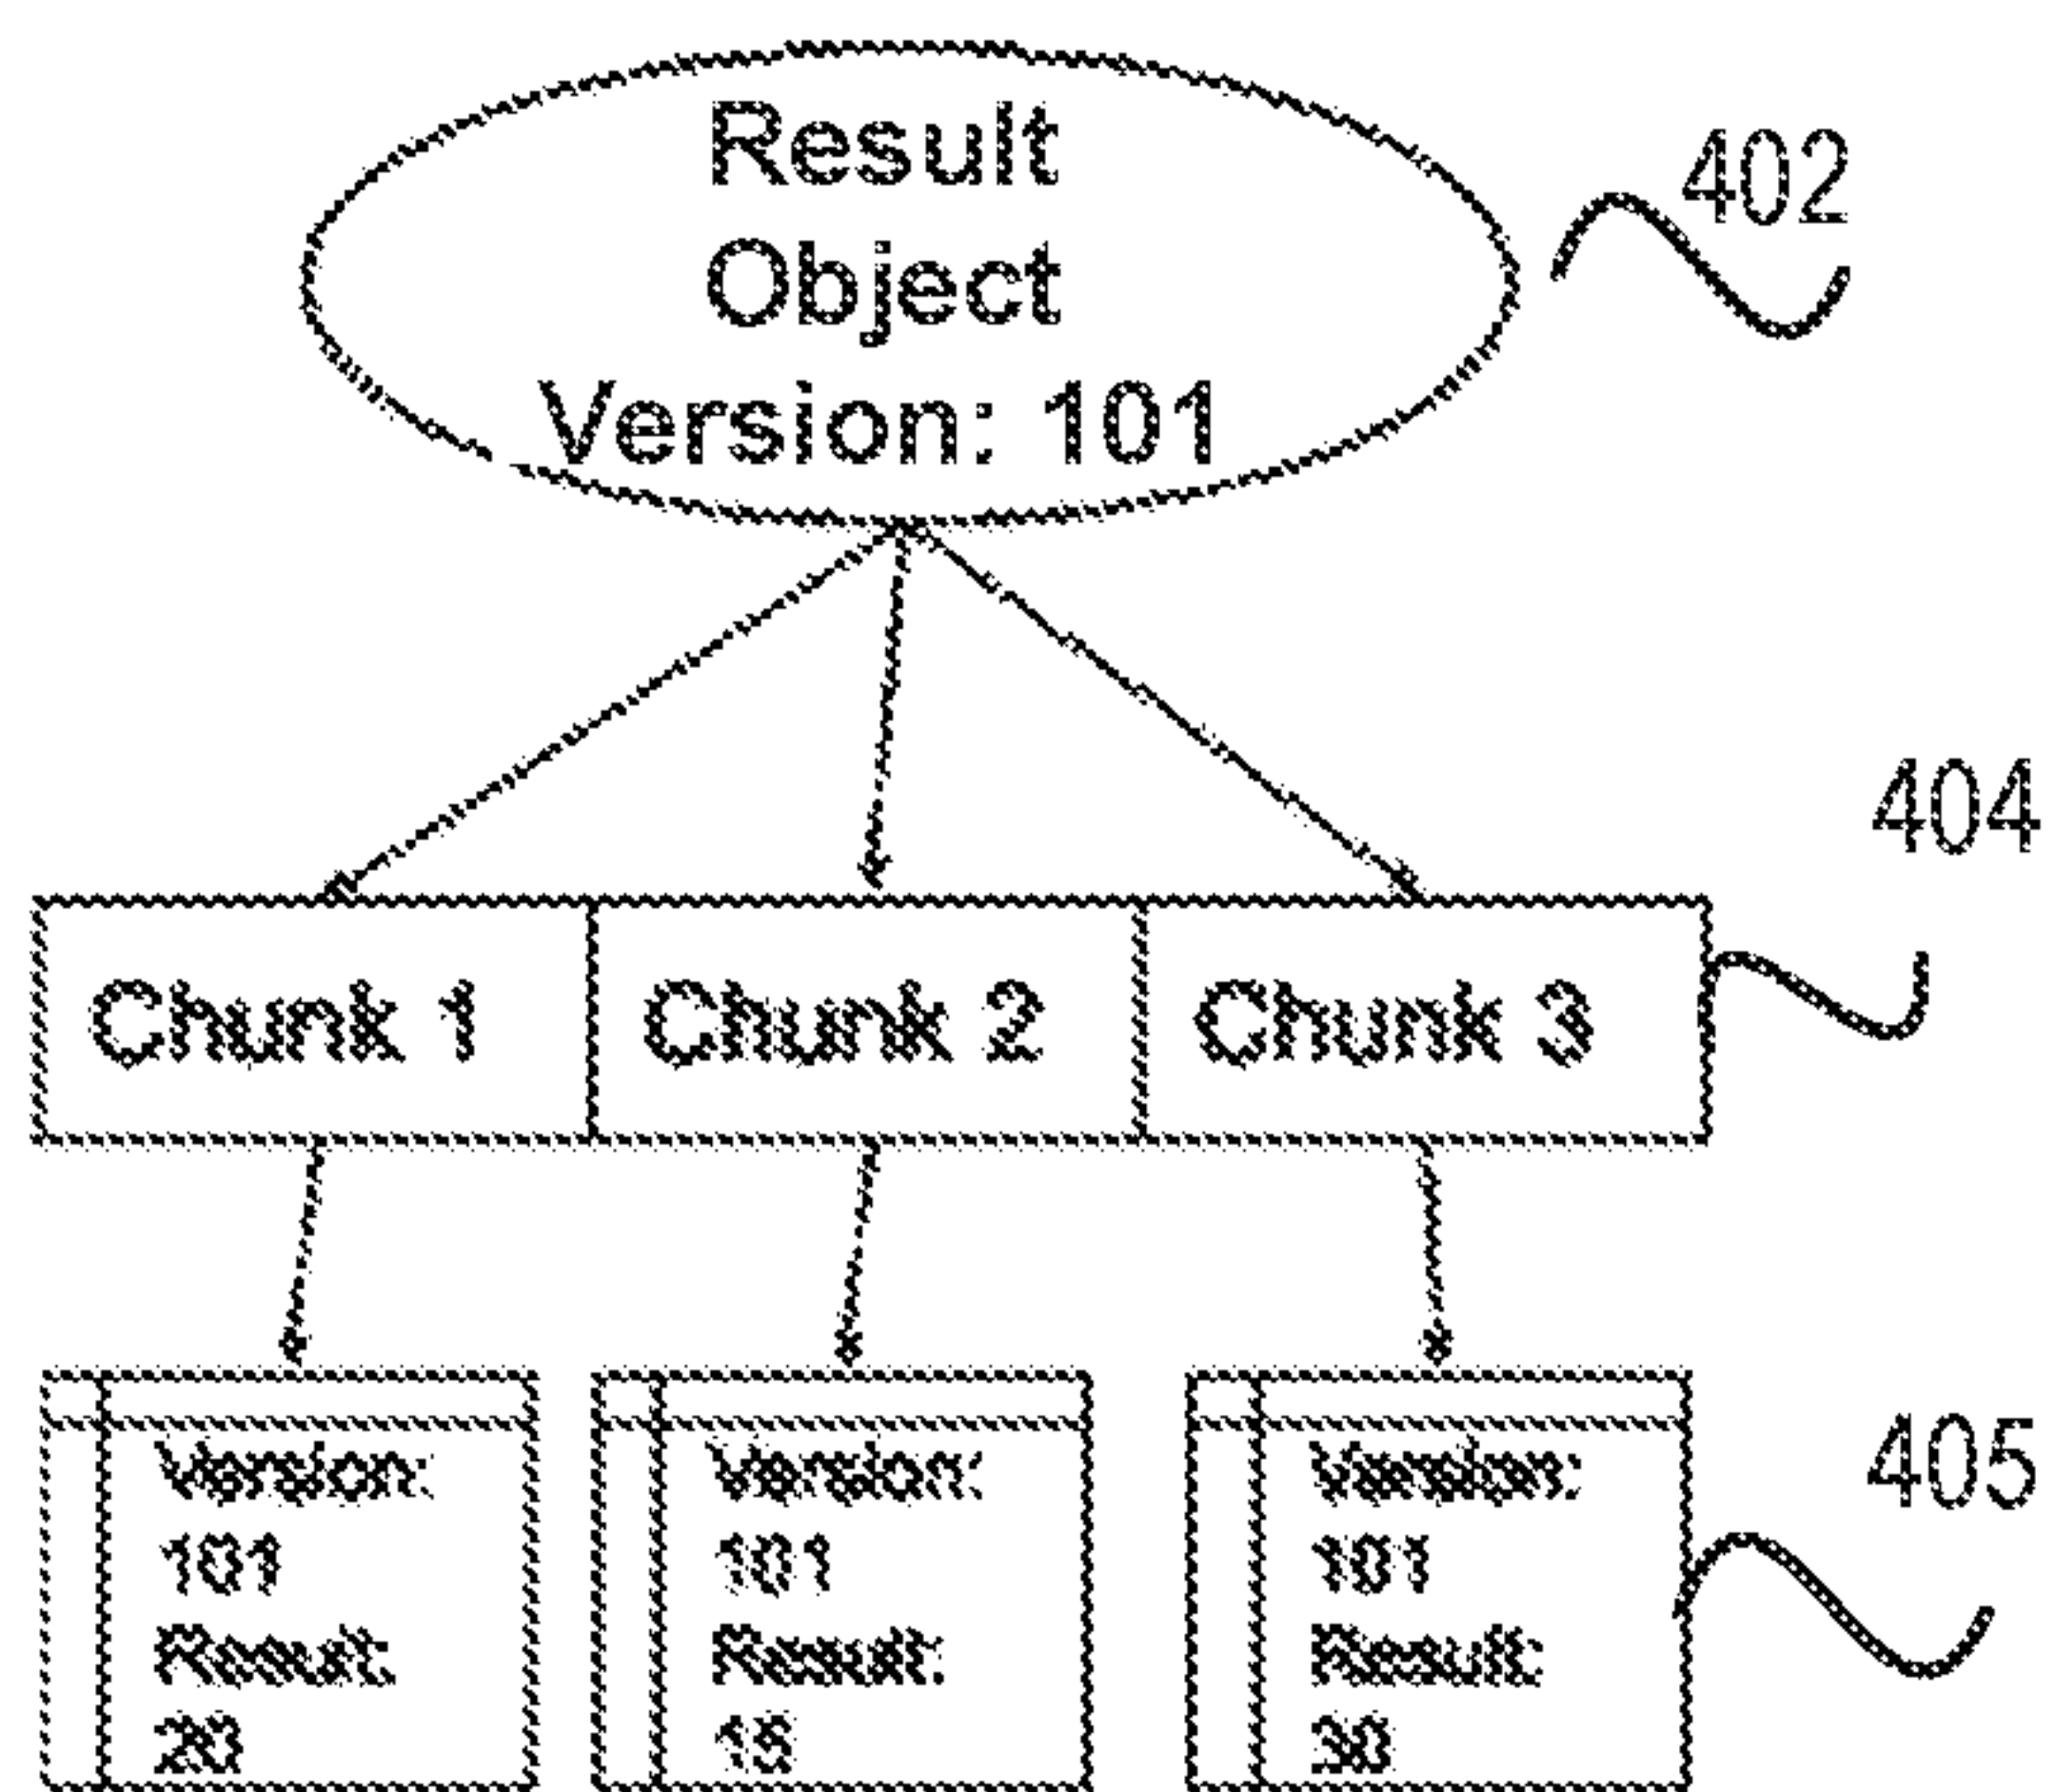 Result
Object
Version: 101
402
404
Chunk 1
Chunk 2
Chunk 3
Version:
101
Result:
20
Version:
101
Result:
15
Version:
101
Result:
30
405